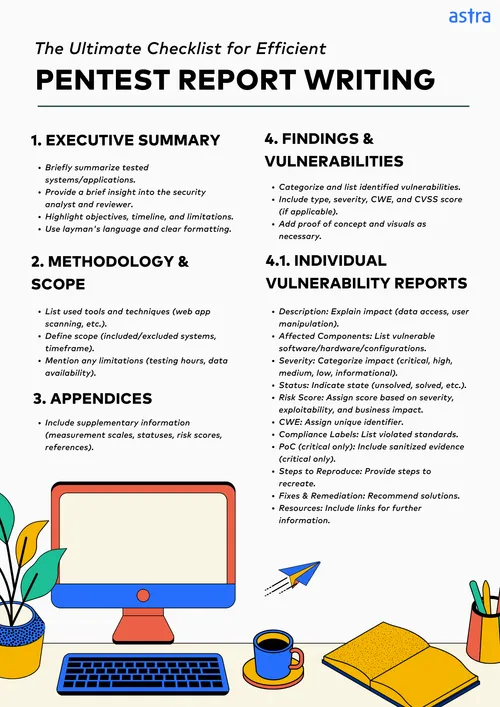 astra
The Ultimate Checklist for Efficient
PENTEST REPORT WRITING
1. EXECUTIVE SUMMARY
• Briefly summarize tested
systems/applications.
• Provide a brief insight into the security
analyst and reviewer.
• Highlight objectives, timeline, and limitations.
• Use layman's language and clear formatting.
2. METHODOLOGY &
SCOPE
• List used tools and techniques (web app
scanning, etc.).
• Define scope (included/excluded systems,
timeframe).
• Mention any limitations (testing hours, data
availability).
3. APPENDICES
• Include supplementary information
(measurement scales, statuses, risk scores,
references).
4. FINDINGS &
VULNERABILITIES
• Categorize and list identified vulnerabilities.
• Include type, severity, CWE, and CVSS score
(if applicable).
• Add proof of concept and visuals as
necessary.
4.1. INDIVIDUAL
VULNERABILITY REPORTS
• Description: Explain impact (data access, user
manipulation).
• Affected Components: List vulnerable
software/hardware/configurations.
• Severity: Categorize impact (critical, high,
medium, low, informational).
• Status: Indicate state (unsolved, solved, etc.).
• Risk Score: Assign score based on severity,
exploitability, and business impact.
• CWE: Assign unique identifier.
• Compliance Labels: List violated standards.
• PoC (critical only): Include sanitized evidence
(critical only).
• Steps to Reproduce: Provide steps to
recreate.
• Fixes & Remediation: Recommend solutions.
• Resources: Include links for further
information.